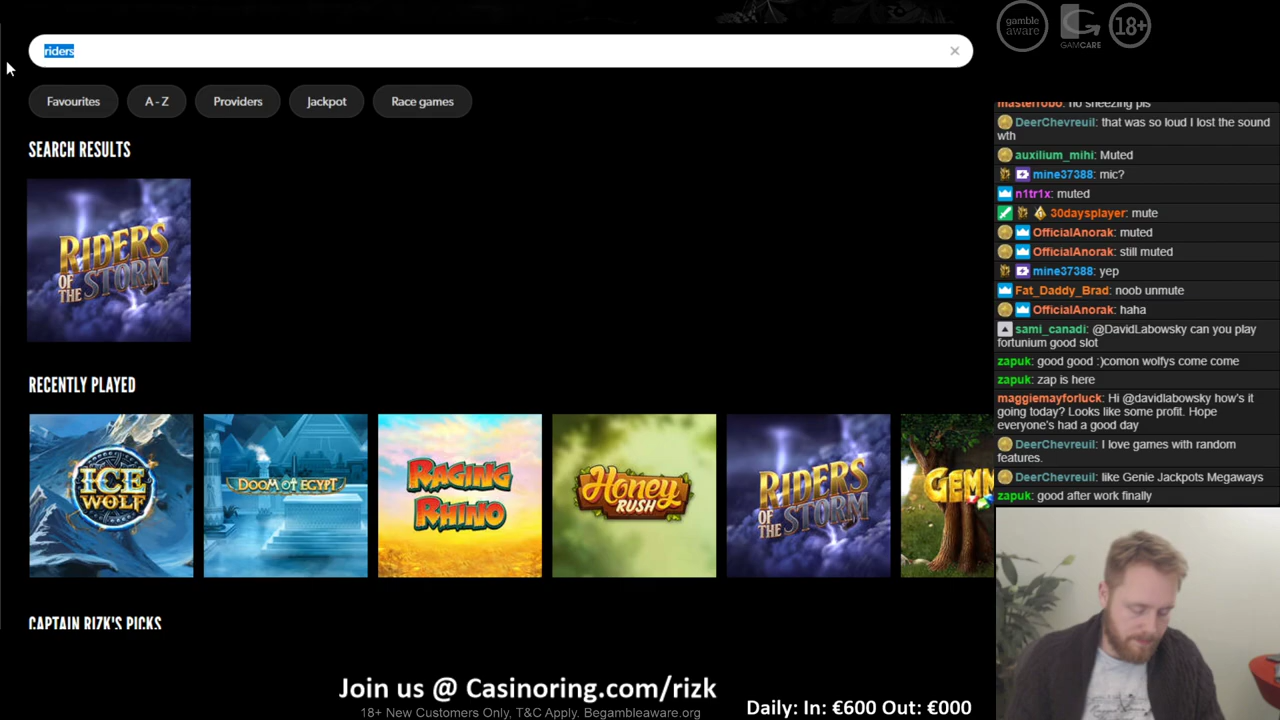 riders
gamble
aware
GAMCARE
18+
Favourites
A - Z
Providers
Jackpot
Race games
SEARCH RESULTS
RIDERS
OF THE STORM
RECENTLY PLAYED
ICE
WOLF
DOOM OF EGYPT
RAGING
RHINO
Honey
RUSH
RIDERS
OF THE STORM
GEMM
CAPTAIN RIZK'S PICKS
masterrobo: no sneezing pls
DeerChevreuil: that was so loud I lost the sound
wth
auxilium_mihi: Muted
mine37388: mic?
n1tr1x: muted
30daysplayer: mute
OfficialAnorak: muted
OfficialAnorak: still muted
mine37388: yep
Fat_Daddy_Brad: noob unmute
OfficialAnorak: haha
sami_canadi: @DavidLabowsky can you play
fortunium good slot
zapuk: good good :)comon wolfys come come
zapuk: zap is here
maggiemayforluck: Hi @davidlabowsky how's it
going today? Looks like some profit. Hope
everyone's had a good day
DeerChevreuil: I love games with random
features.
DeerChevreuil: like Genie Jackpots Megaways
zapuk: good after work finally
Join us @ Casinoring.com/rizk
18+ New Customers Only, T&C Apply. Begambleaware.org
Daily: In: €600 Out: €000